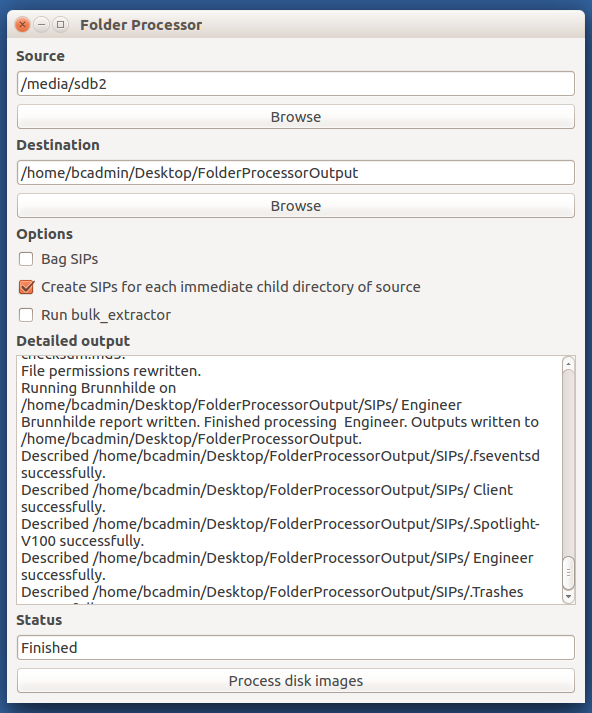 Folder Processor
Source
/media/sdb2
Browse
Destination
/home/bcadmin/Desktop/FolderProcessorOutput
Browse
Options
Bag SIPs
Create SIPs for each immediate child directory of source
Run bulk_extractor
Detailed output
checksum.md5.
File permissions rewritten.
Running Brunnhilde on
/home/bcadmin/Desktop/FolderProcessorOutput/SIPs/ Engineer
Brunnhilde report written. Finished processing  Engineer. Outputs written to
/home/bcadmin/Desktop/FolderProcessorOutput.
Described /home/bcadmin/Desktop/FolderProcessorOutput/SIPs/.fseventsd
successfully.
Described /home/bcadmin/Desktop/FolderProcessorOutput/SIPs/ Client
successfully.
Described /home/bcadmin/Desktop/FolderProcessorOutput/SIPs/.Spotlight-
V100 successfully.
Described /home/bcadmin/Desktop/FolderProcessorOutput/SIPs/ Engineer
successfully.
Described /home/bcadmin/Desktop/FolderProcessorOutput/SIPs/.Trashes
Status
Finished
Process disk images